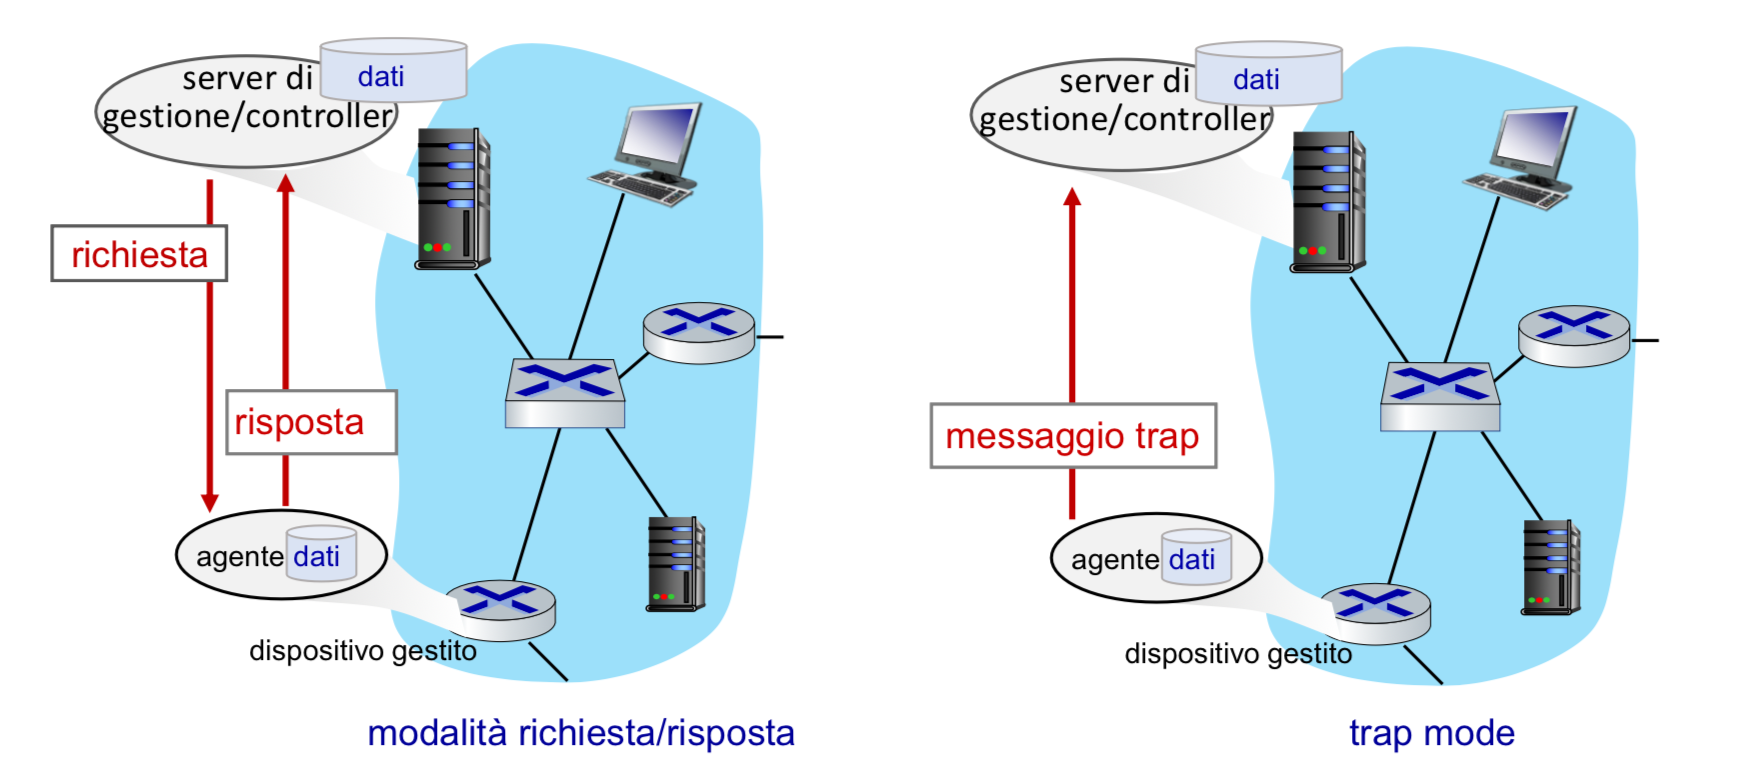 server di
gestione/controller
dati
richiesta
risposta
agente
dati
dispositivo gestito
modalità richiesta/risposta
server di
gestione/controller
dati
messaggio trap
agente
dati
dispositivo gestito
trap mode